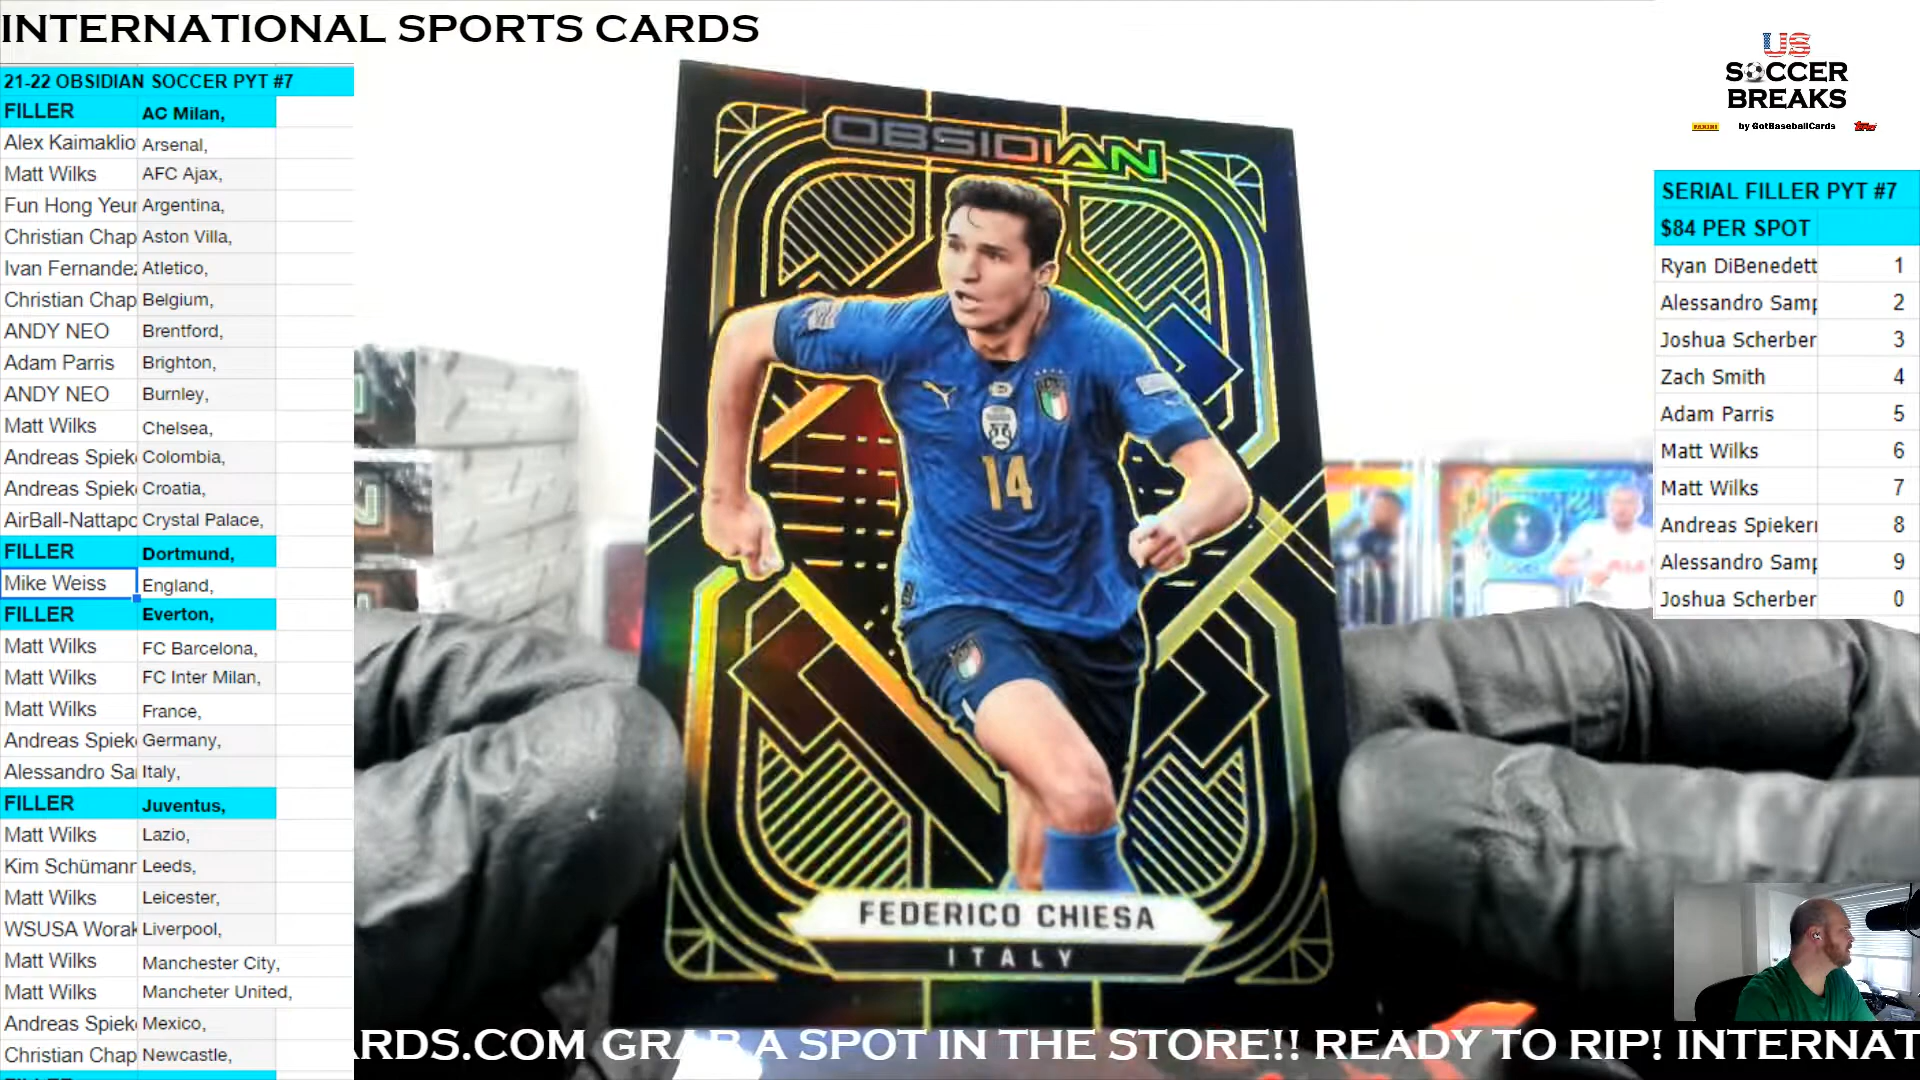 INTERNATIONAL SPORTS CARDS
21-22 OBSIDIAN SOCCER PYT #7
FILLER AC Milan,
Alex Kaimaklio Arsenal,
Matt Wilks AFC Ajax,
Fun Hong Yeur Argentina,
Christian Chap Aston Villa,
Ivan Fernandez Atletico,
Christian Chap Belgium,
ANDY NEO Brentford,
Adam Parris Brighton,
ANDY NEO Burnley,
Matt Wilks Chelsea,
Andreas Spiek Colombia,
Andreas Spiek Croatia,
AirBall-Nattapo Crystal Palace,
FILLER Dortmund,
Mike Weiss England,
FILLER Everton,
Matt Wilks FC Barcelona,
Matt Wilks FC Inter Milan,
Matt Wilks France,
Andreas Spiek Germany,
Alessandro Sa Italy,
FILLER Juventus,
Matt Wilks Lazio,
Kim Schümann Leeds,
Matt Wilks Leicester,
WSUSA Worak Liverpool,
Matt Wilks Manchester City,
Matt Wilks Mancheter United,
Andreas Spiek Mexico,
Christian Chap Newcastle,
OBSIDIAN
14
FEDERICO CHIESA
ITALY
US
SOCCER
BREAKS
PANINI by GotBaseballCards Topps
SERIAL FILLER PYT #7
$84 PER SPOT
Ryan DiBenedett 1
Alessandro Samp 2
Joshua Scherber 3
Zach Smith 4
Adam Parris 5
Matt Wilks 6
Matt Wilks 7
Andreas Spieker 8
Alessandro Samp 9
Joshua Scherber 0
ARDS.COM GRAB A SPOT IN THE STORE!! READY TO RIP! INTERNAT